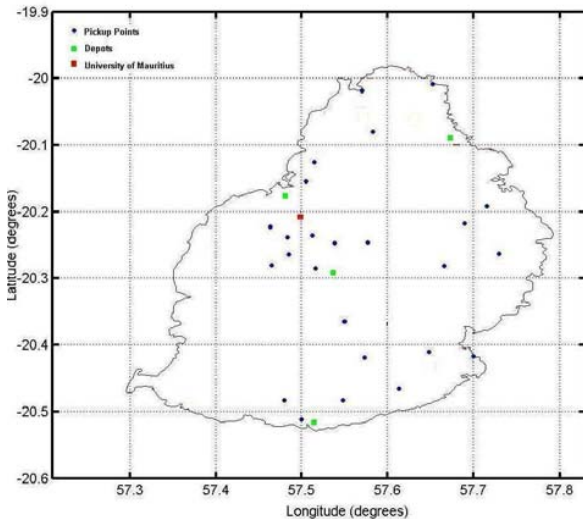 -19.9
Pickup Points
Depots
University of Mauritius
-20
-20.1
-20.2
-20.3
-20.4
-20.5
-20.6
Latitude (degrees)
57.3 57.4 57.5 57.6 57.7 57.8
Longitude (degrees)